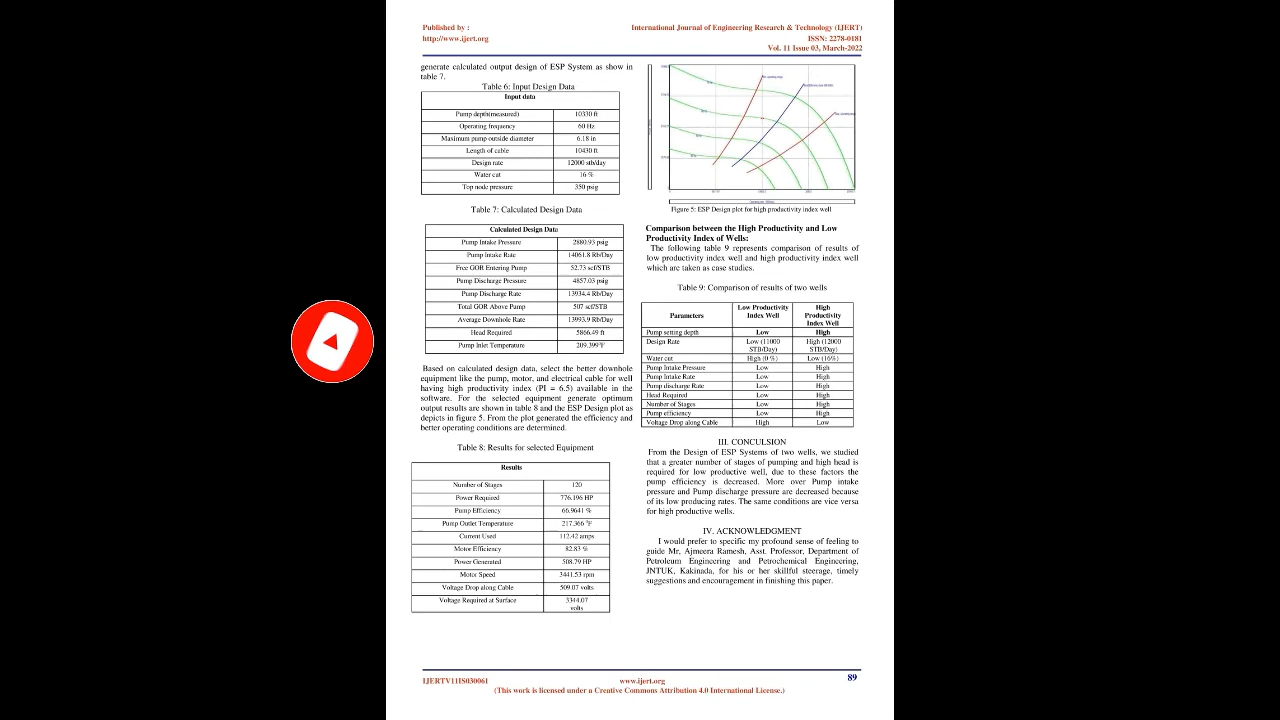 Published by :
http://www.ijert.org
International Journal of Engineering Research & Technology (IJERT)
ISSN: 2278-0181
Vol. 11 Issue 03, March-2022
generate calculated output design of ESP System as show in
table 7.
Table 6: Input Design Data
Input data
Pump depth(measured) 10330 ft
Operating frequency 60 Hz
Maximum pump outside diameter 6.18 in
Length of cable 10430 ft
Design rate 12000 stb/day
Water cut 16 %
Top node pressure 350 psig
Table 7: Calculated Design Data
Calculated Design Data
Pump Intake Pressure 2880.93 psig
Pump Intake Rate 14061.8 Rb/Day
Free GOR Entering Pump 52.73 scf/STB
Pump Discharge Pressure 4857.03 psig
Pump Discharge Rate 13934.4 Rb/Day
Total GOR Above Pump 507 scf/STB
Average Downhole Rate 13993.9 Rb/Day
Head Required 5866.49 ft
Pump Inlet Temperature 209.399°F
Based on calculated design data, select the better downhole
equipment like the pump, motor, and electrical cable for well
having high productivity index (PI = 6.5) available in the
software. For the selected equipment generate optimum
output results are shown in table 8 and the ESP Design plot as
depicts in figure 5. From the plot generated the efficiency and
better operating conditions are determined.
Table 8: Results for selected Equipment
Results
Number of Stages 120
Power Required 776.196 HP
Pump Efficiency 66.9641 %
Pump Outlet Temperature 217.366 °F
Current Used 112.42 amps
Motor Efficiency 82.83 %
Power Generated 508.79 HP
Motor Speed 3441.53 rpm
Voltage Drop along Cable 509.07 volts
Voltage Required at Surface 3344.07
volts
Figure 5: ESP Design plot for high productivity index well
Comparison between the High Productivity and Low
Productivity Index of Wells:
The following table 9 represents comparison of results of
low productivity index well and high productivity index well
which are taken as case studies.
Table 9: Comparison of results of two wells
Parameters Low Productivity Index Well High Productivity Index Well
Pump setting depth Low High
Design Rate Low (11000 STB/Day) High (12000 STB/Day)
Water cut High (0 %) Low (16%)
Pump Intake Pressure Low High
Pump Intake Rate Low High
Pump discharge Rate Low High
Head Required Low High
Number of Stages Low High
Pump efficiency Low High
Voltage Drop along Cable High Low
III. CONCULSION
From the Design of ESP Systems of two wells, we studied
that a greater number of stages of pumping and high head is
required for low productive well, due to these factors the
pump efficiency is decreased. More over Pump intake
pressure and Pump discharge pressure are decreased because
of its low producing rates. The same conditions are vice versa
for high productive wells.
IV. ACKNOWLEDGMENT
I would prefer to specific my profound sense of feeling to
guide Mr, Ajmeera Ramesh, Asst. Professor, Department of
Petroleum Engineering and Petrochemical Engineering,
JNTUK, Kakinada, for his or her skillful steerage, timely
suggestions and encouragement in finishing this paper.
IJERTV11IS030061
www.ijert.org
89
(This work is licensed under a Creative Commons Attribution 4.0 International License.)